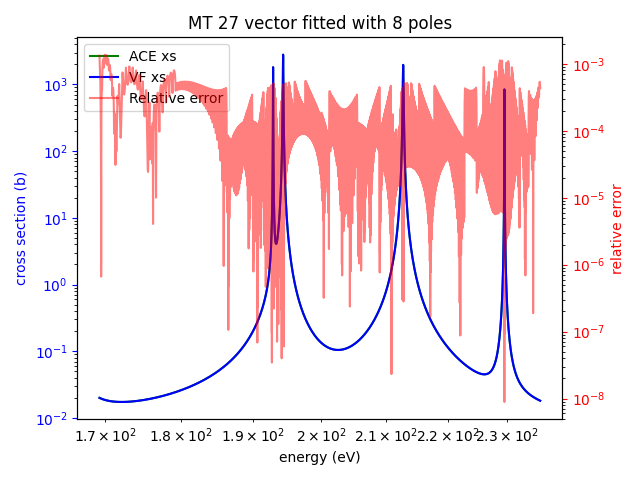 MT 27 vector fitted with 8 poles
ACE xs
VF xs
Relative error
cross section (b)
10³
10²
10¹
10⁰
10⁻¹
10⁻²
relative error
10⁻³
10⁻⁴
10⁻⁵
10⁻⁶
10⁻⁷
10⁻⁸
1.7 × 10² 1.8 × 10² 1.9 × 10² 2 × 10² 2.1 × 10² 2.2 × 10² 2.3 × 10²
energy (eV)